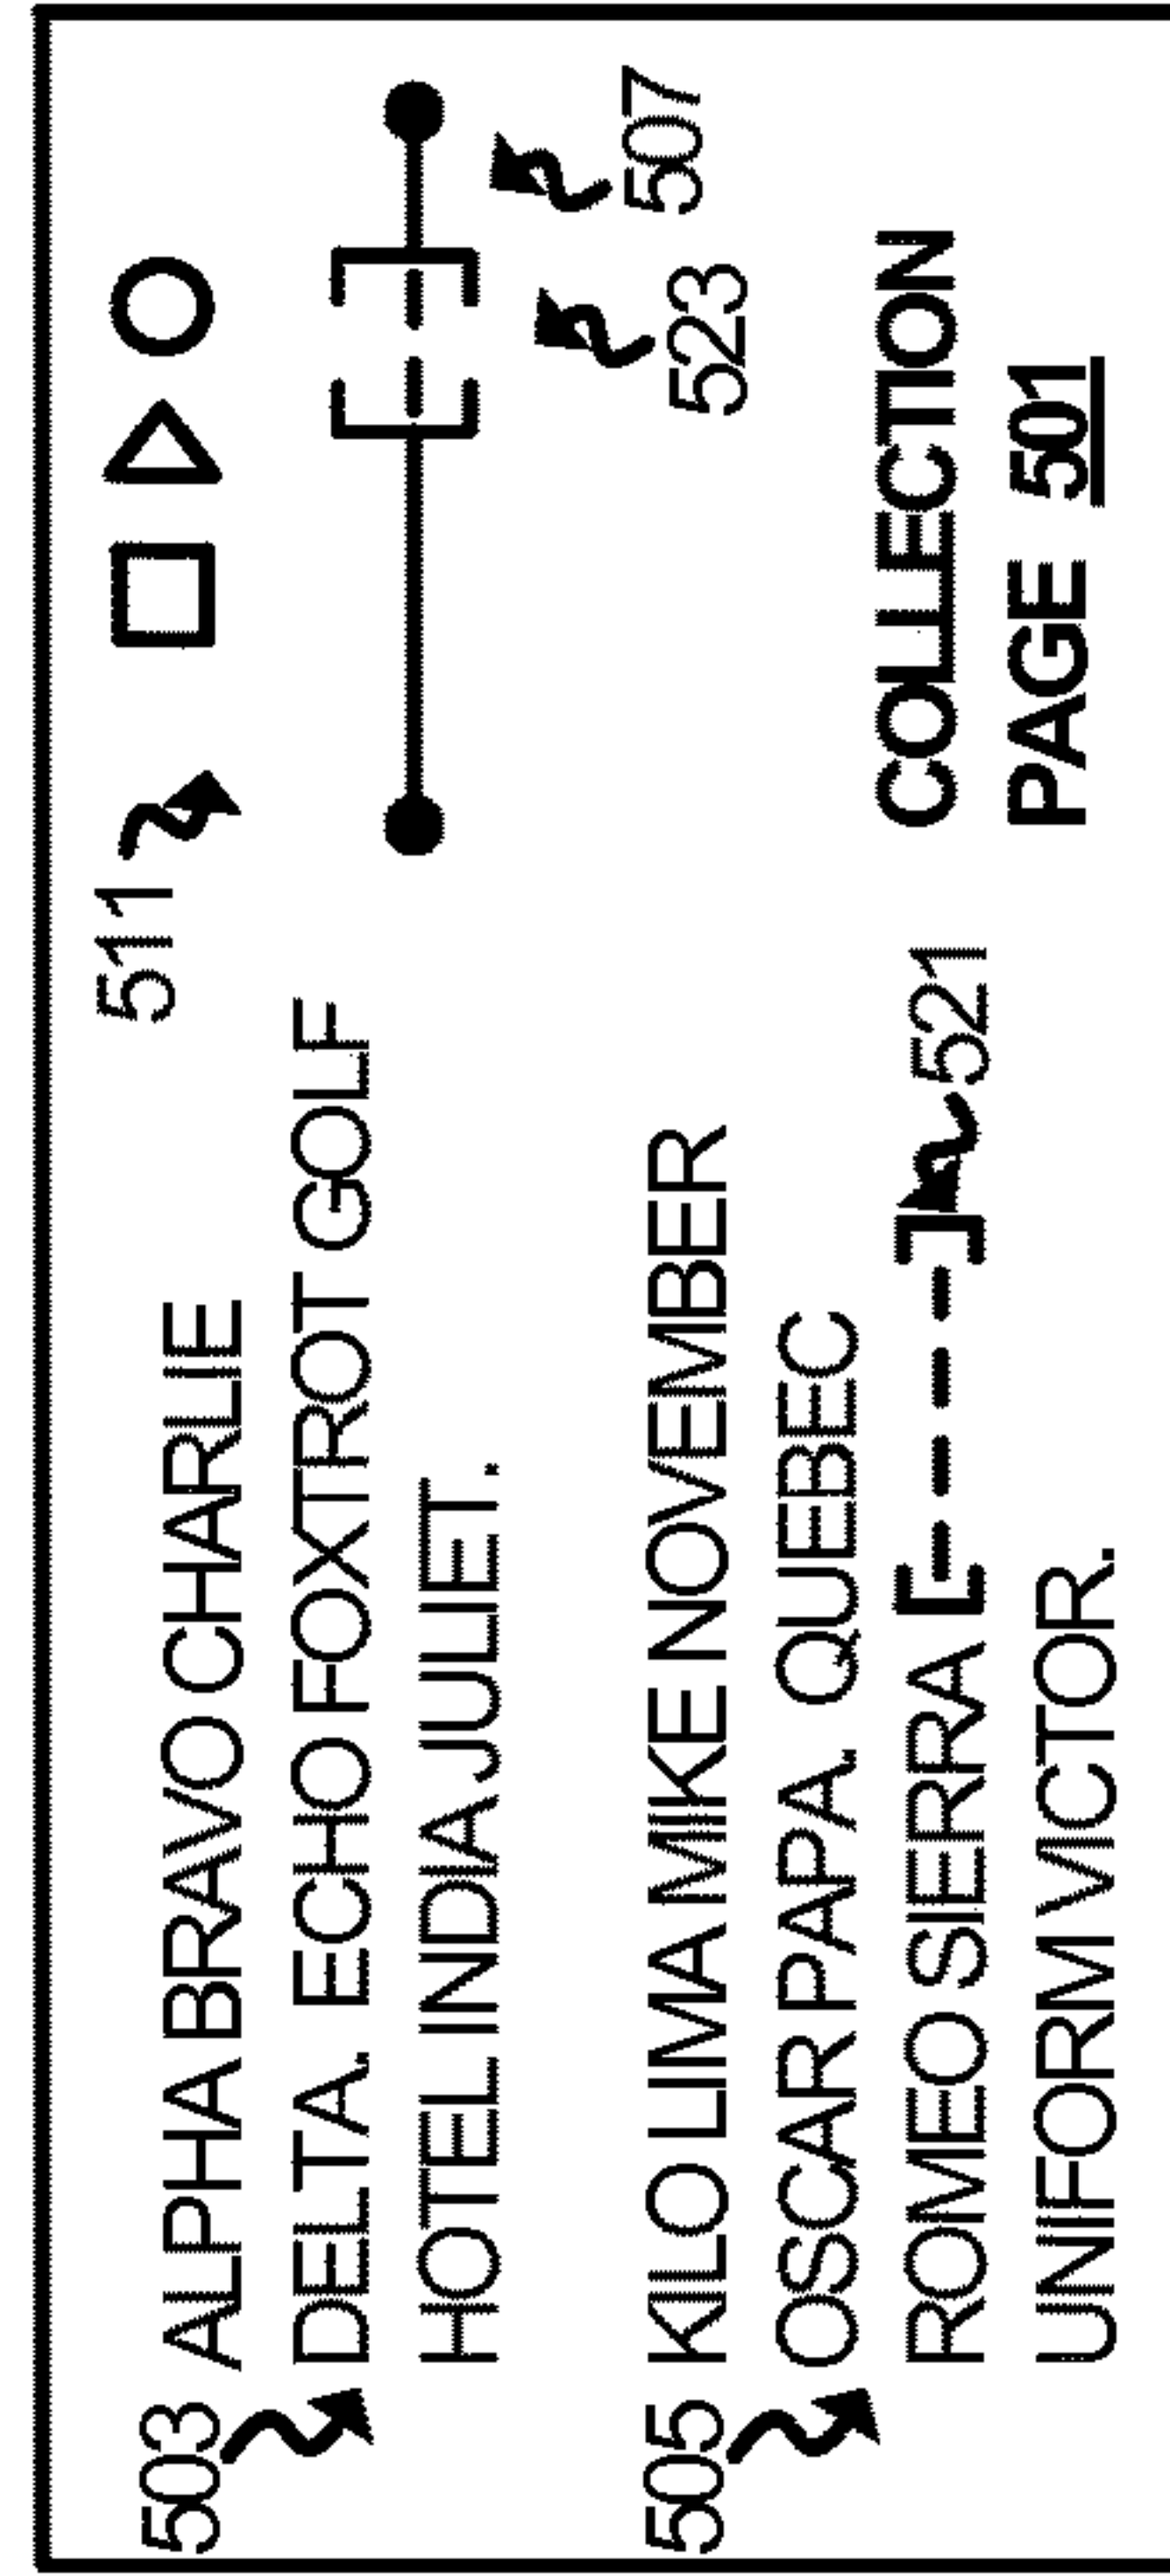 503 ALPHA BRAVO CHARLIE
DELTA. ECHO FOXTROT GOLF
HOTEL INDIA JULIET.
505 KILO LIMA MIKE NOVEMBER
OSCAR PAPA. QUEBEC
ROMEO SIERRA [----] 521
UNIFORM VICTOR.
511
507
523
COLLECTION
PAGE 501